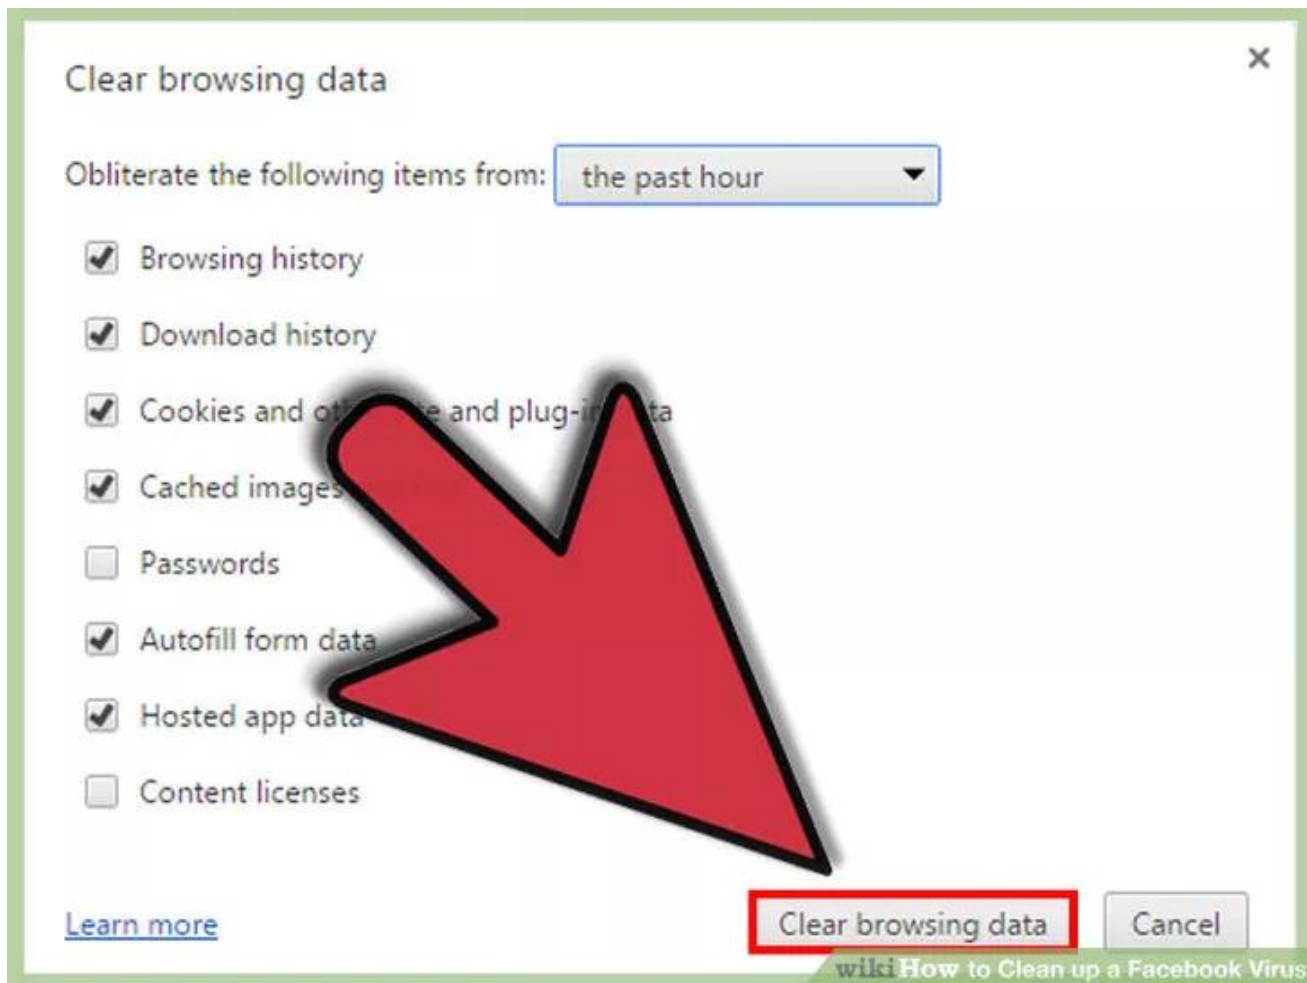 Clear browsing data
Obliterate the following items from: the past hour
Browsing history
Download history
Cookies and and plug-in
Cached images
Passwords
Autofill form data
Hosted app data
Content licenses
Learn more Clear browsing data Cancel
wikiHow to Clean up a Facebook Virus